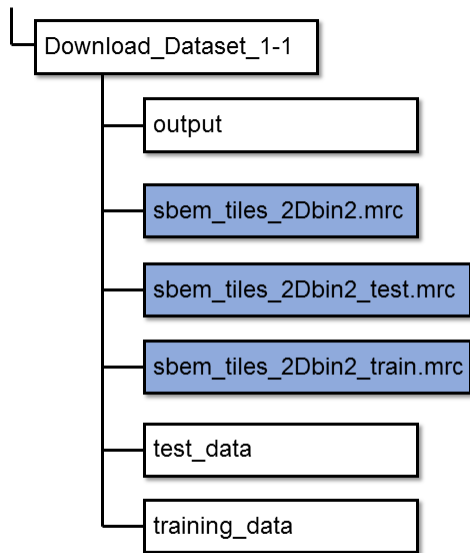 Download_Dataset_1-1
output
sbem_tiles_2Dbin2.mrc
sbem_tiles_2Dbin2_test.mrc
sbem_tiles_2Dbin2_train.mrc
test_data
training_data